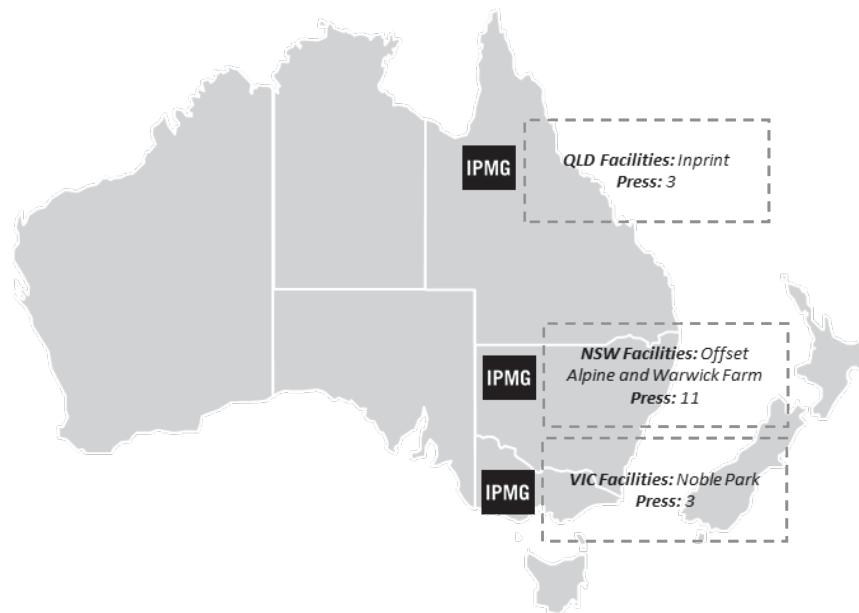 IPMG
QLD Facilities: Inprint
Press: 3
IPMG
NSW Facilities: Offset
Alpine and Warwick Farm
Press: 11
IPMG
VIC Facilities: Noble Park
Press: 3